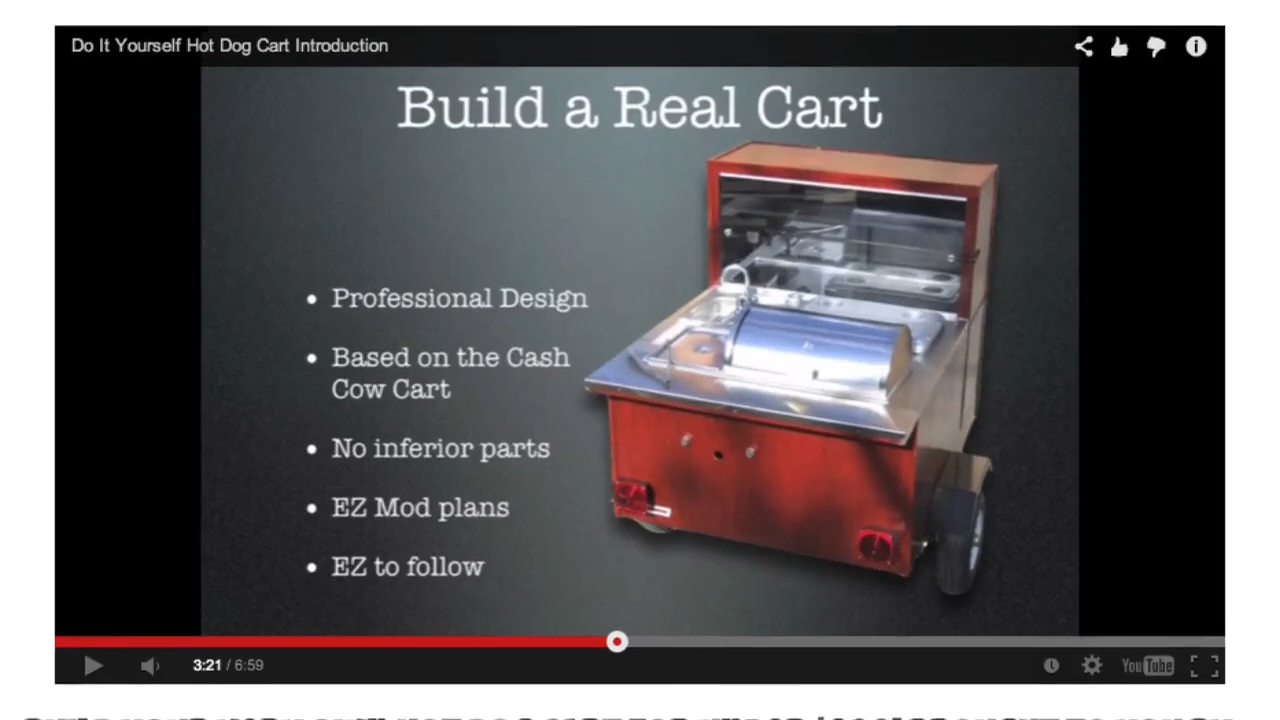 Do It Yourself Hot Dog Cart Introduction
Build a Real Cart
• Professional Design
• Based on the Cash
Cow Cart
• No inferior parts
• EZ Mod plans
• EZ to follow
3:21 / 6:59
YouTube